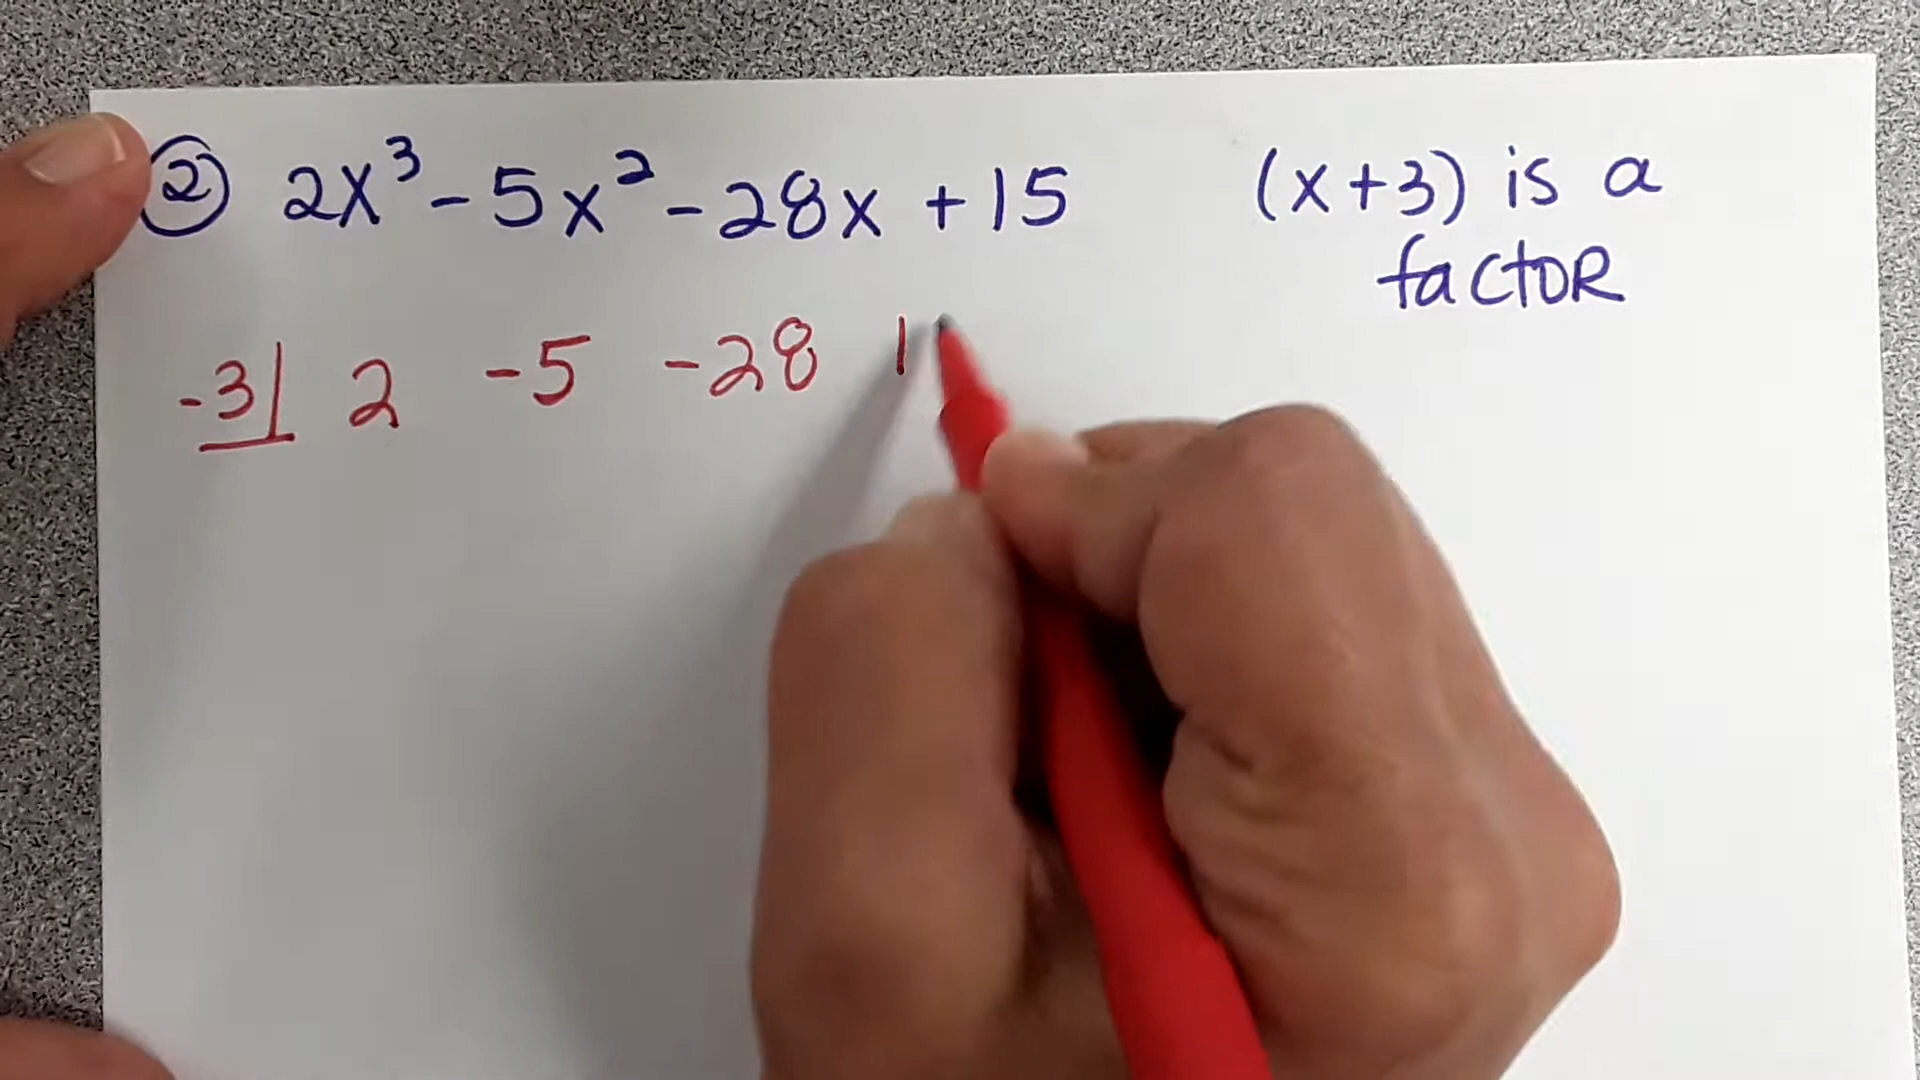 ② 2x³ - 5x² - 28x + 15 (x+3) is a
factor
-3| 2 -5 -28 1